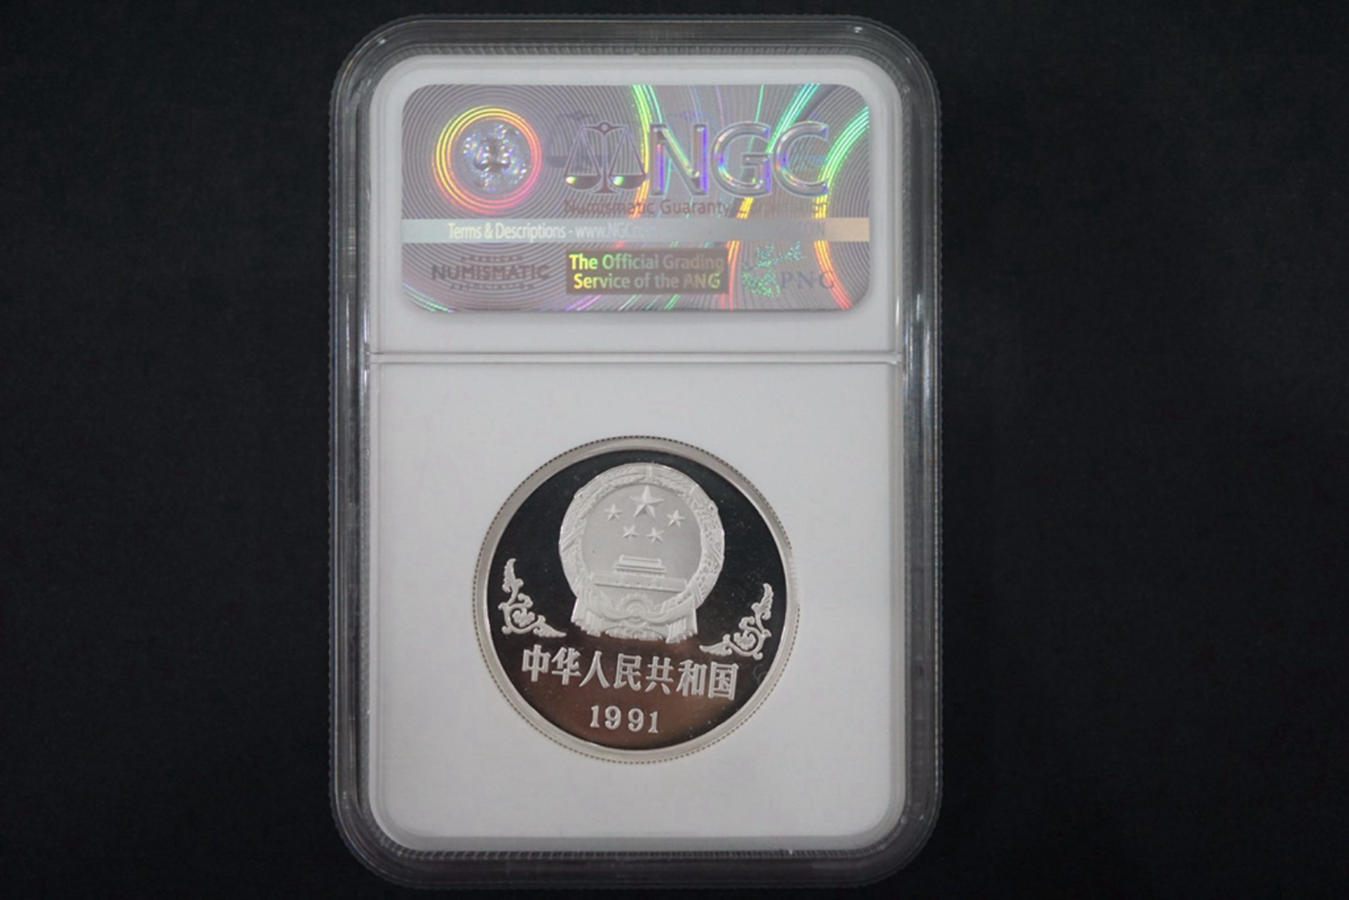 NGC
Numismatic Guaranty
Terms & Descriptions - www.NGC
NUMISMATIC
The Official Grading
Service of the PNG
PNG
中华人民共和国
1991